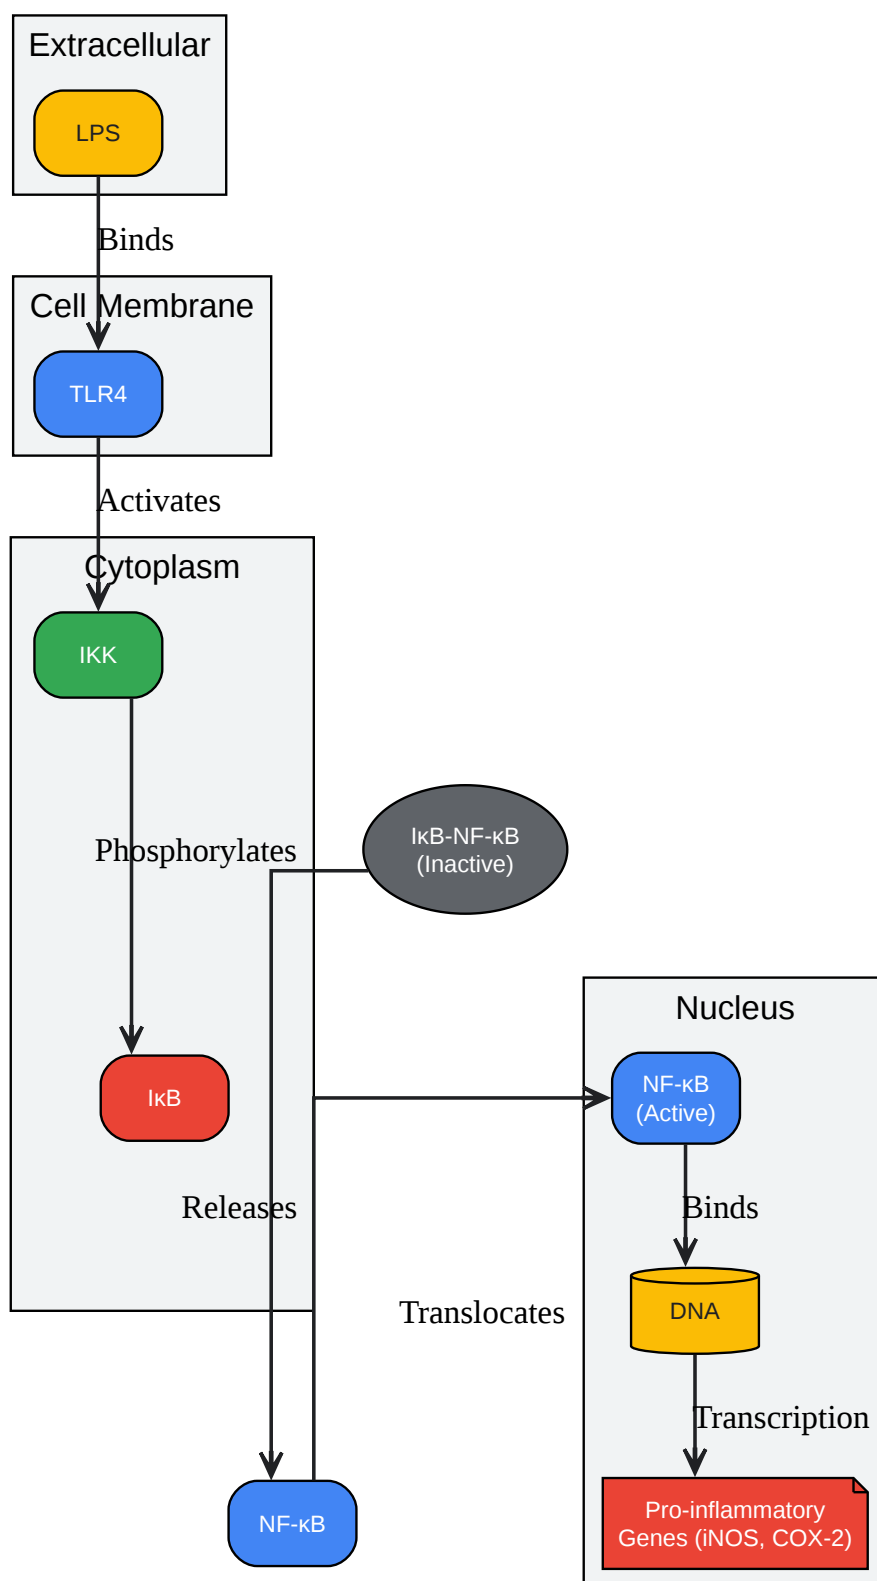 Extracellular
LPS
Binds
Cell Membrane
TLR4
Activates
Cytoplasm
IKK
Phosphorylates
IκB-NF-κB
(Inactive)
Nucleus
NF-κB
(Active)
IκB
Releases
Binds
Translocates
DNA
Transcription
NF-κB
Pro-inflammatory
Genes (iNOS, COX-2)